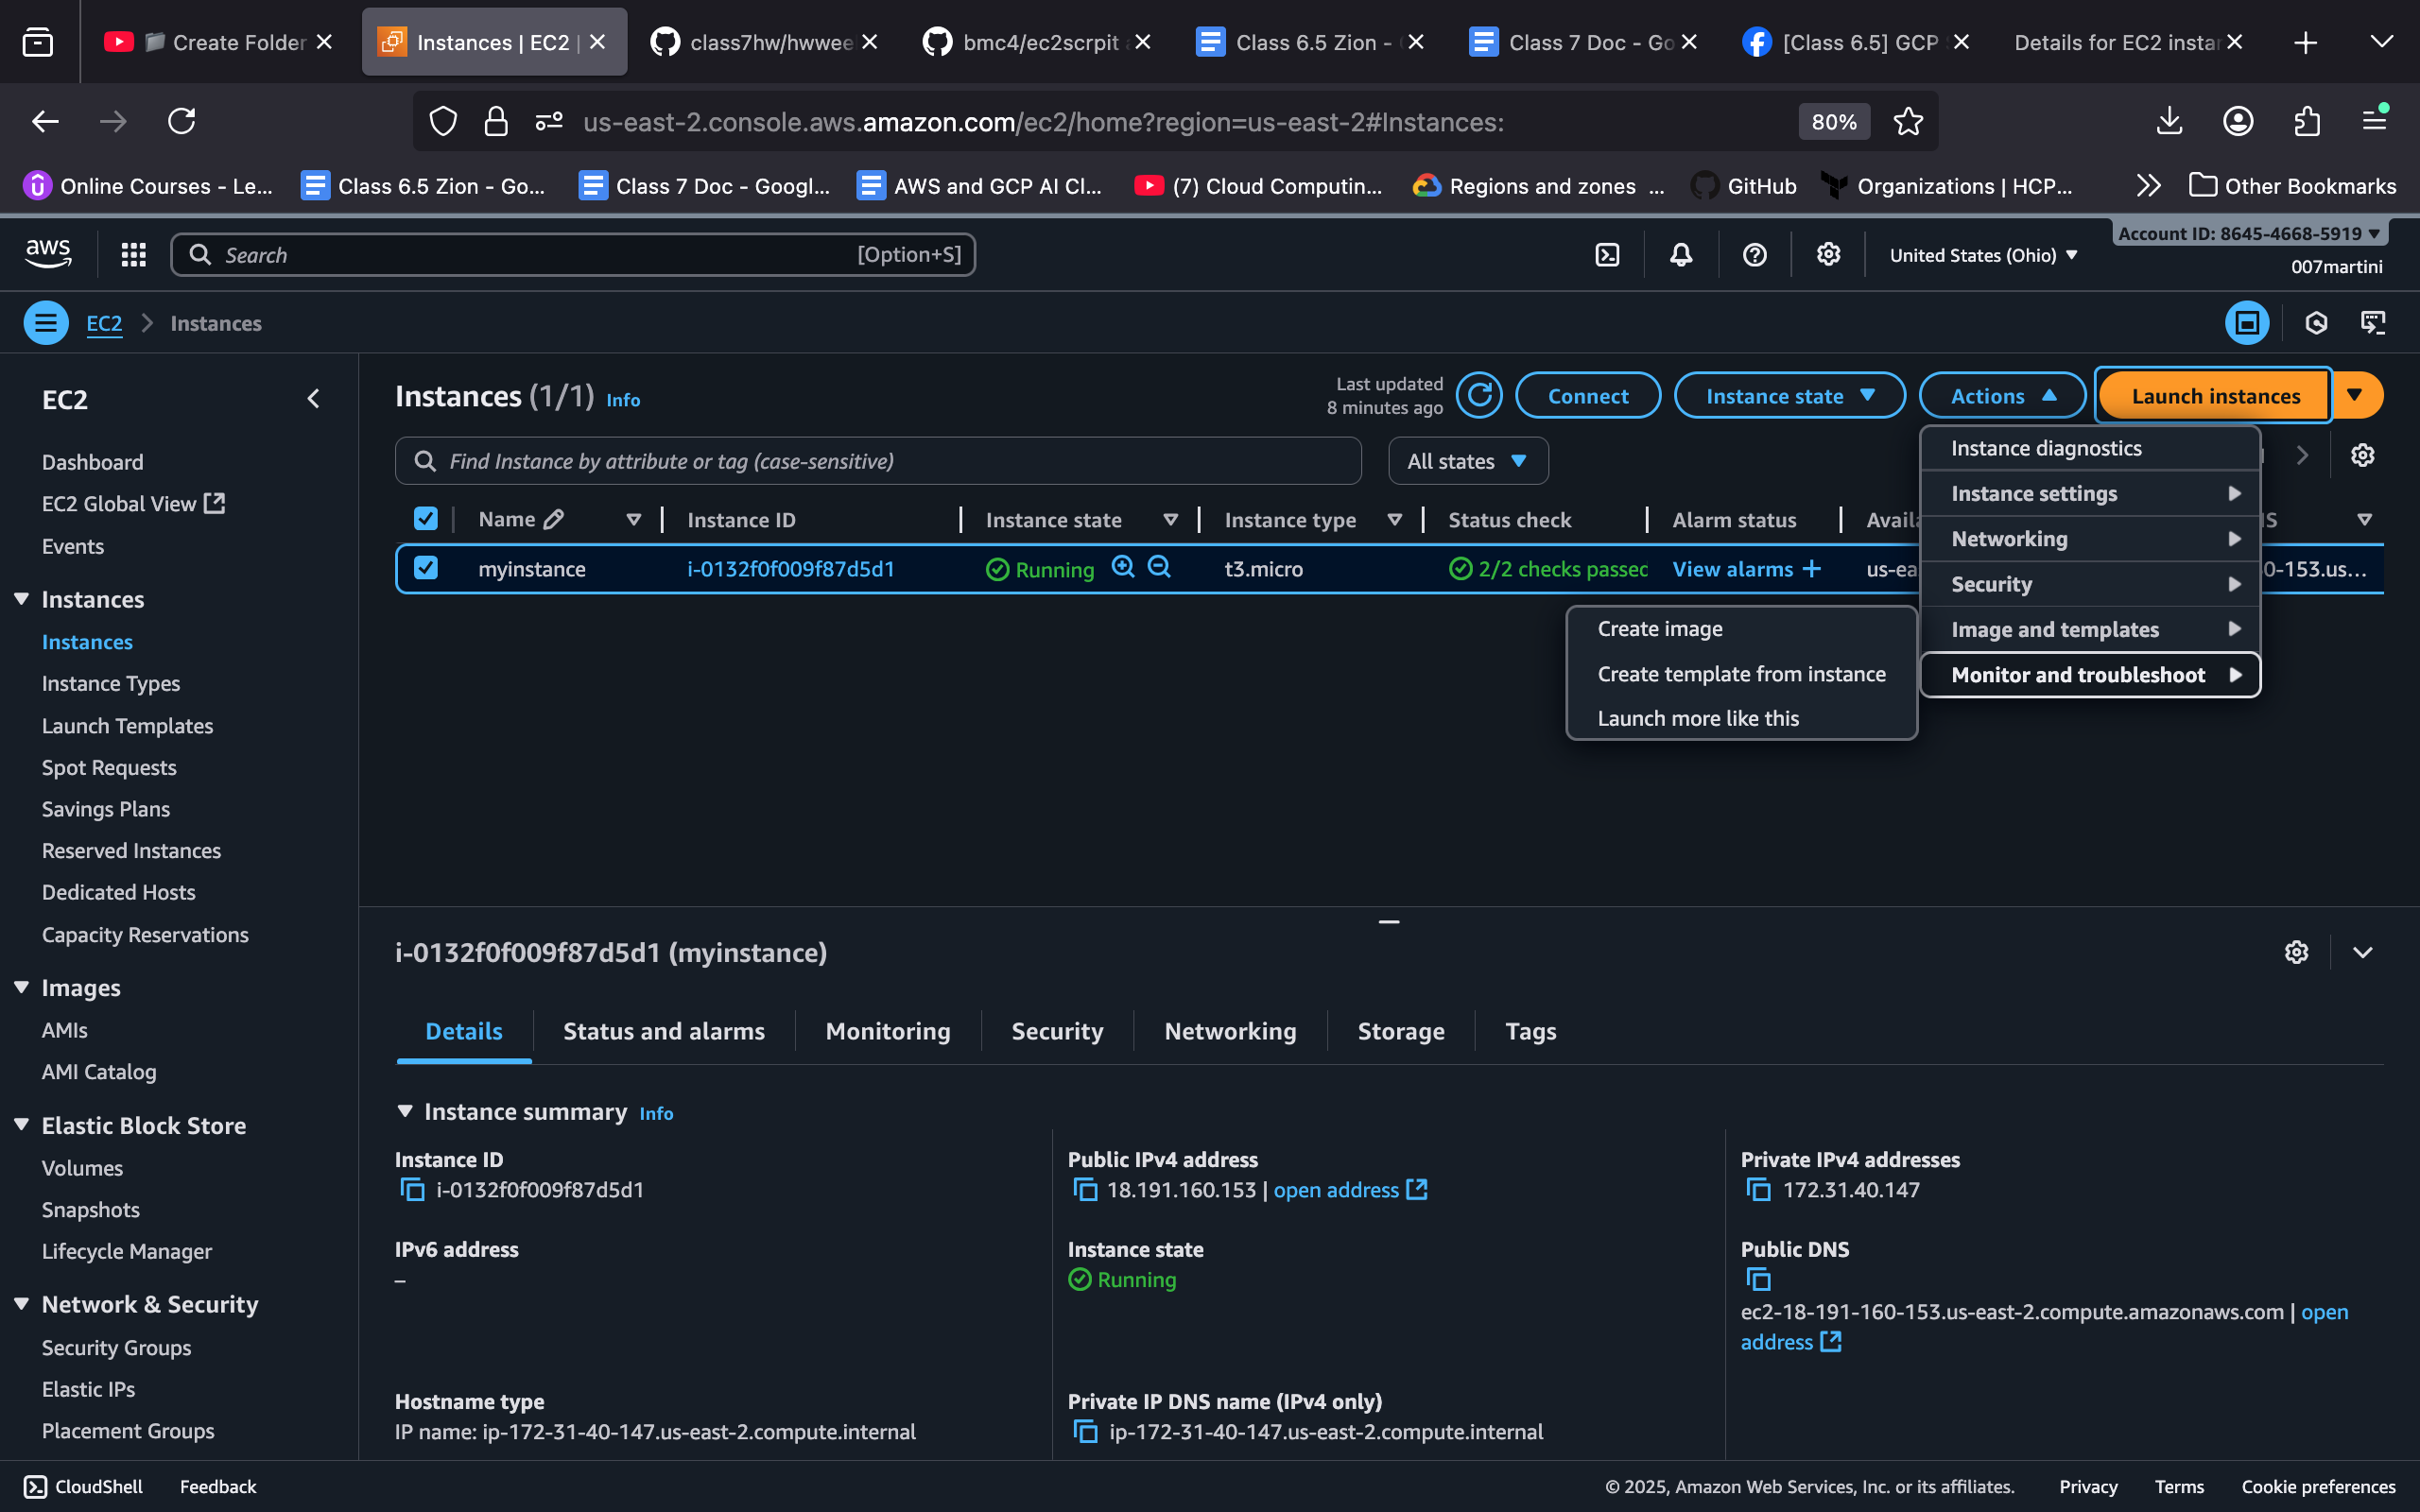 Create Folder
Instances | EC2 |
class7hw/hwwee
bmc4/ec2scrpit
Class 6.5 Zion -
Class 7 Doc - Go
[Class 6.5] GCP
Details for EC2 instar
us-east-2.console.aws.amazon.com/ec2/home?region=us-east-2#Instances:
80%
Online Courses - Le...
Class 6.5 Zion - Go...
Class 7 Doc - Googl...
AWS and GCP AI Cl...
(7) Cloud Computin...
Regions and zones ...
GitHub
Organizations | HCP...
Other Bookmarks
aws
Search
[Option+S]
United States (Ohio)
Account ID: 8645-4668-5919
007martini
EC2
Instances
EC2
Dashboard
EC2 Global View
Events
Instances
Instances
Instance Types
Launch Templates
Spot Requests
Savings Plans
Reserved Instances
Dedicated Hosts
Capacity Reservations
Images
AMIs
AMI Catalog
Elastic Block Store
Volumes
Snapshots
Lifecycle Manager
Network & Security
Security Groups
Elastic IPs
Placement Groups
Instances (1/1) Info
Last updated
8 minutes ago
Connect
Instance state
Actions
Launch instances
Find Instance by attribute or tag (case-sensitive)
All states
Instance diagnostics
Instance settings
Networking
Security
Image and templates
Monitor and troubleshoot
Create image
Create template from instance
Launch more like this
Name
Instance ID
Instance state
Instance type
Status check
Alarm status
Availa
myinstance
i-0132f0f009f87d5d1
Running
t3.micro
2/2 checks passed
View alarms +
us-ea
0-153.us...
i-0132f0f009f87d5d1 (myinstance)
Details
Status and alarms
Monitoring
Security
Networking
Storage
Tags
Instance summary Info
Instance ID
i-0132f0f009f87d5d1
Public IPv4 address
18.191.160.153 | open address
Private IPv4 addresses
172.31.40.147
IPv6 address
–
Instance state
Running
Public DNS
ec2-18-191-160-153.us-east-2.compute.amazonaws.com | open
address
Hostname type
IP name: ip-172-31-40-147.us-east-2.compute.internal
Private IP DNS name (IPv4 only)
ip-172-31-40-147.us-east-2.compute.internal
CloudShell
Feedback
© 2025, Amazon Web Services, Inc. or its affiliates.
Privacy
Terms
Cookie preferences